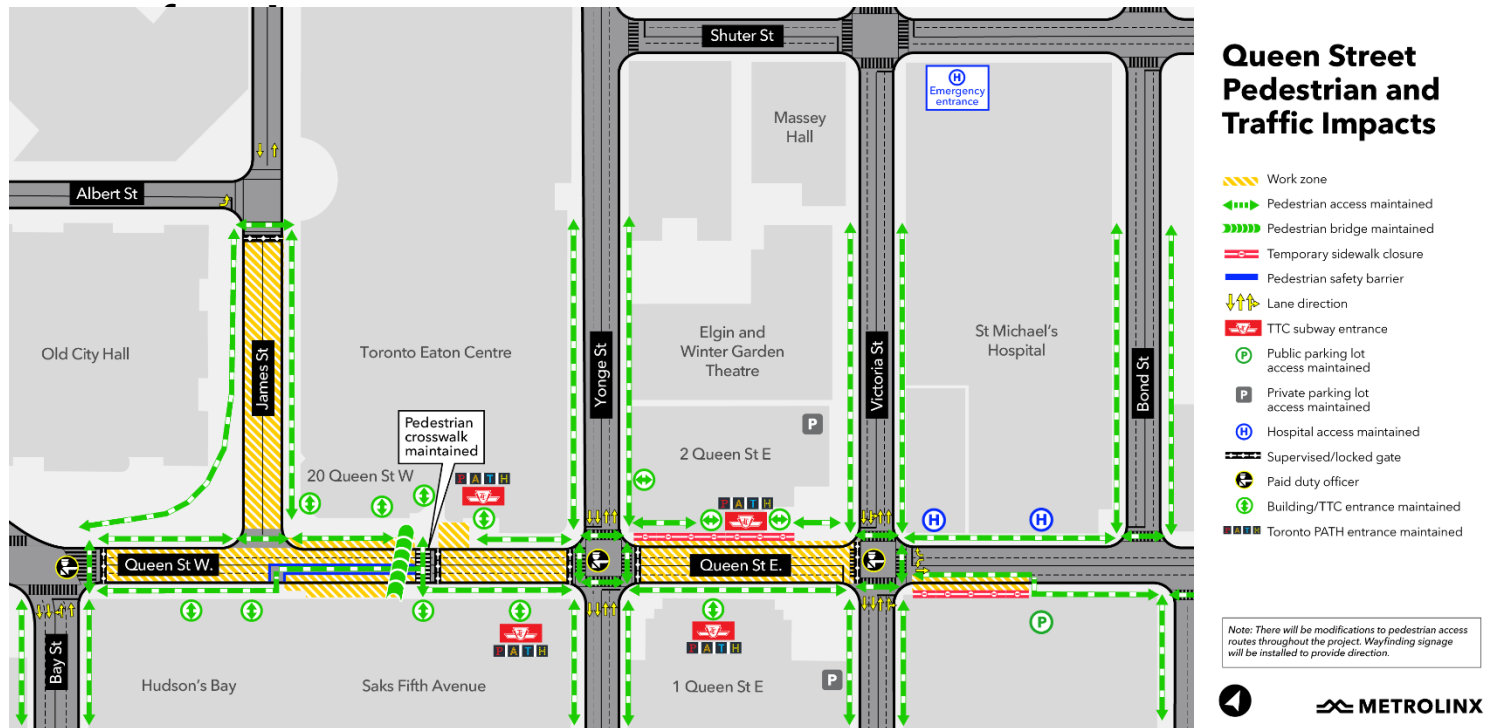 Shuter St
H
Emergency
entrance
Massey
Hall
Albert St
Old City Hall
James St
Toronto Eaton Centre
Yonge St
Elgin and
Winter Garden
Theatre
Victoria St
St Michael's
Hospital
Bond St
Pedestrian
crosswalk
maintained
P
2 Queen St E
20 Queen St W
PATH
PATH
H
H
Queen St W.
Queen St E.
P
Bay St
PATH
PATH
Hudson's Bay
Saks Fifth Avenue
1 Queen St E
P
Queen Street
Pedestrian and
Traffic Impacts
Work zone
Pedestrian access maintained
Pedestrian bridge maintained
Temporary sidewalk closure
Pedestrian safety barrier
Lane direction
TTC subway entrance
P Public parking lot
access maintained
P Private parking lot
access maintained
H Hospital access maintained
Supervised/locked gate
Paid duty officer
Building/TTC entrance maintained
PATH Toronto PATH entrance maintained
Note: There will be modifications to pedestrian access
routes throughout the project. Wayfinding signage
will be installed to provide direction.
METROLINX